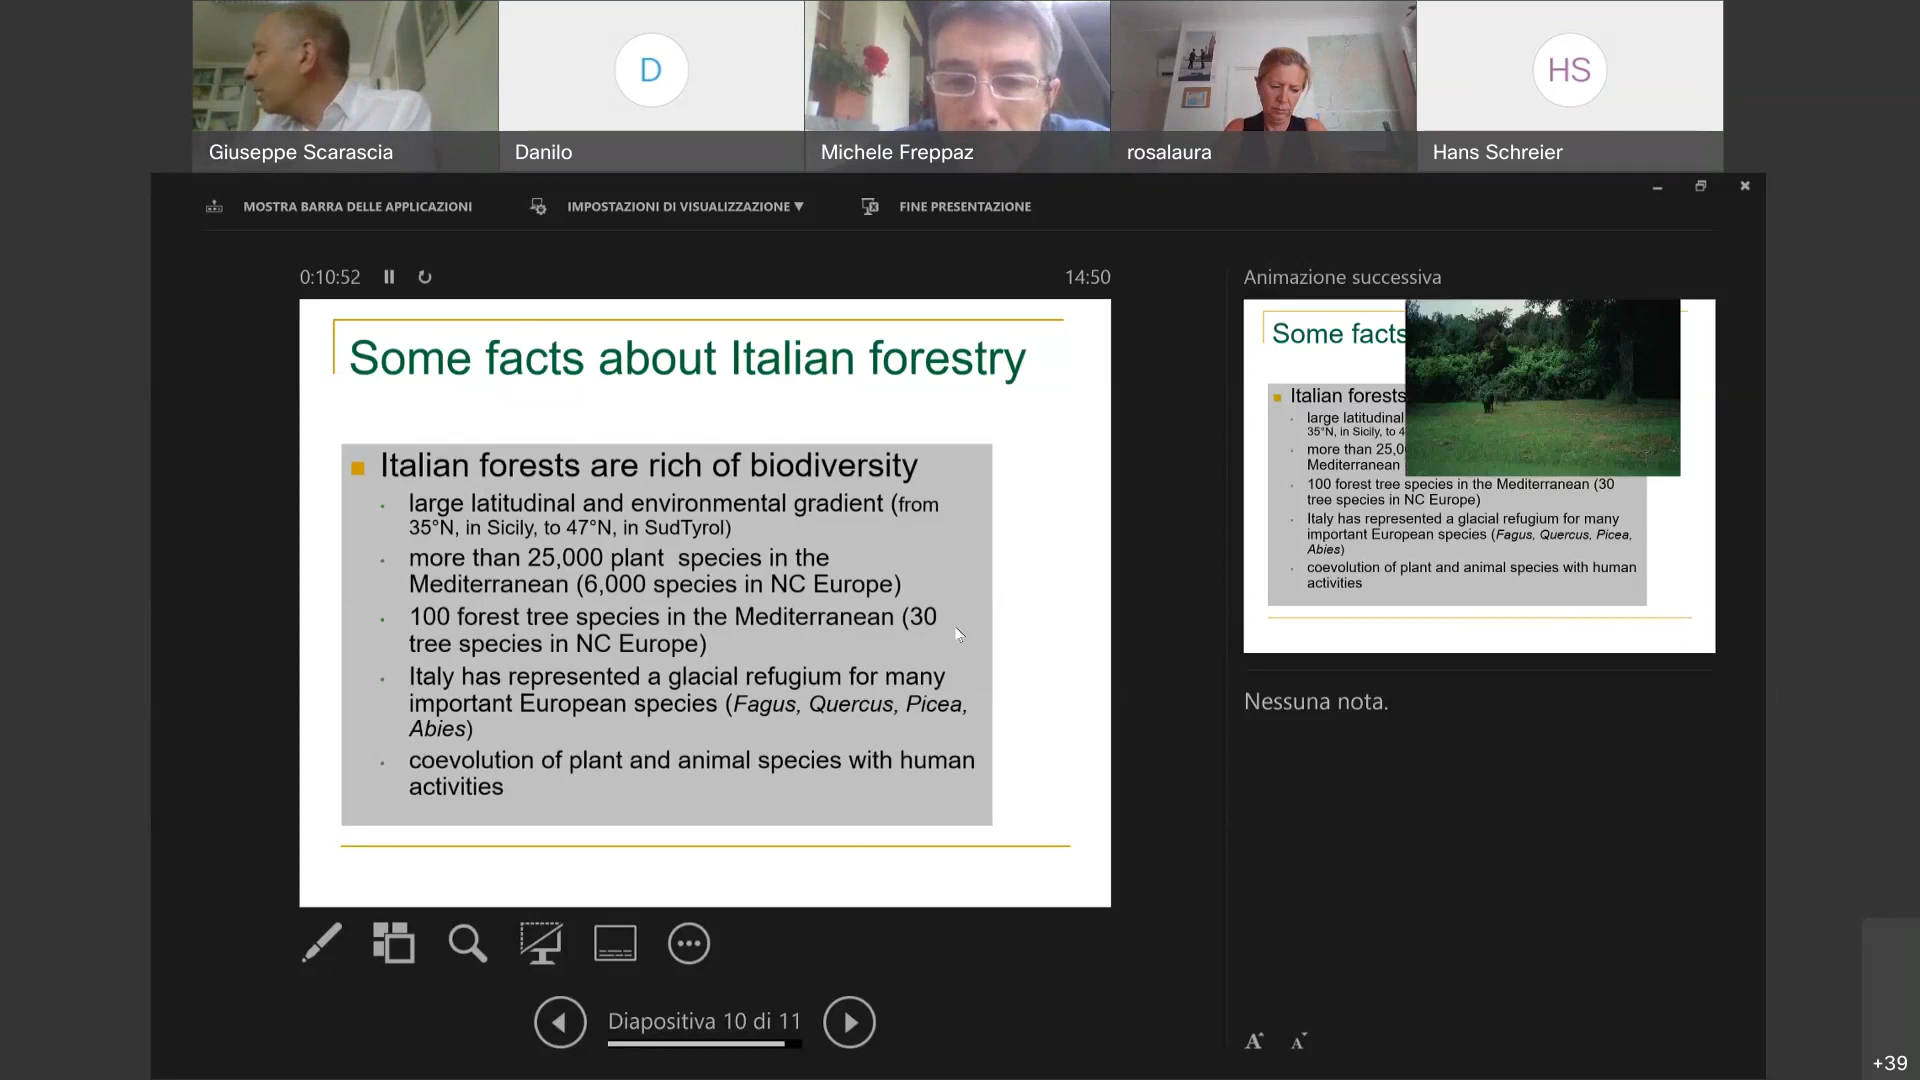 D
HS
Giuseppe Scarascia
Danilo
Michele Freppaz
rosalaura
Hans Schreier
MOSTRA BARRA DELLE APPLICAZIONI
IMPOSTAZIONI DI VISUALIZZAZIONE ▼
FINE PRESENTAZIONE
0:10:52
14:50
Some facts about Italian forestry
Italian forests are rich of biodiversity
large latitudinal and environmental gradient (from
35°N, in Sicily, to 47°N, in SudTyrol)
more than 25,000 plant species in the
Mediterranean (6,000 species in NC Europe)
100 forest tree species in the Mediterranean (30
tree species in NC Europe)
Italy has represented a glacial refugium for many
important European species (Fagus, Quercus, Picea,
Abies)
coevolution of plant and animal species with human
activities
Diapositiva 10 di 11
Animazione successiva
Some facts
Italian forests
large latitudinal
35°N, in Sicily, to 4
more than 25,0
Mediterranean
100 forest tree species in the Mediterranean (30
tree species in NC Europe)
Italy has represented a glacial refugium for many
important European species (Fagus, Quercus, Picea,
Abies)
coevolution of plant and animal species with human
activities
Nessuna nota.
A A
+39